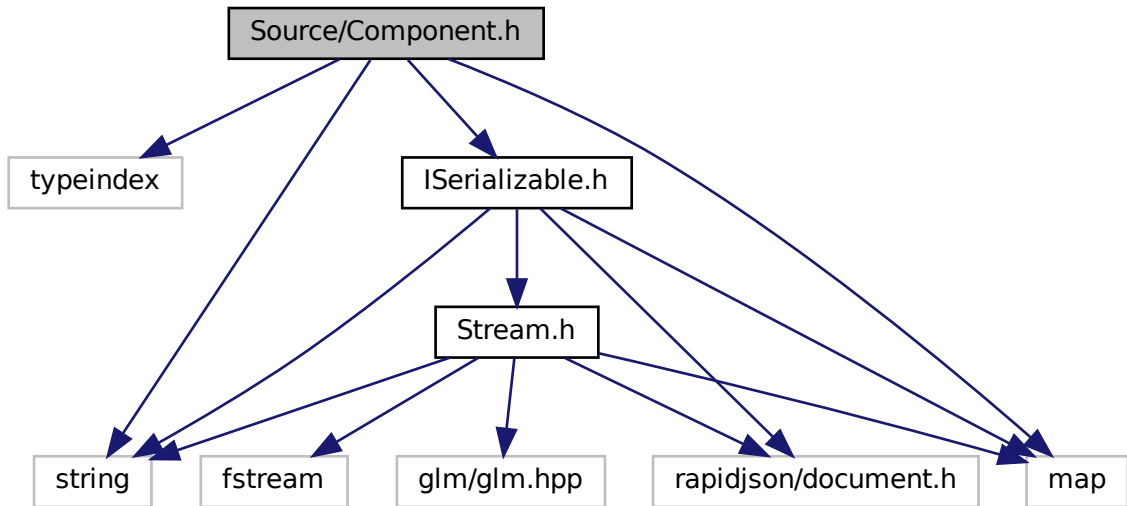 Source/Component.h
typeindex
ISerializable.h
Stream.h
string
fstream
glm/glm.hpp
rapidjson/document.h
map